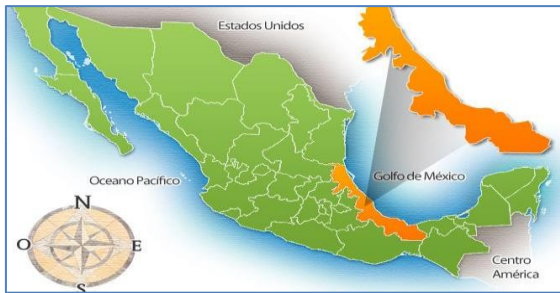 Estados Unidos
Golfo de México
Oceano Pacífico
N
O
E
S
Centro
América